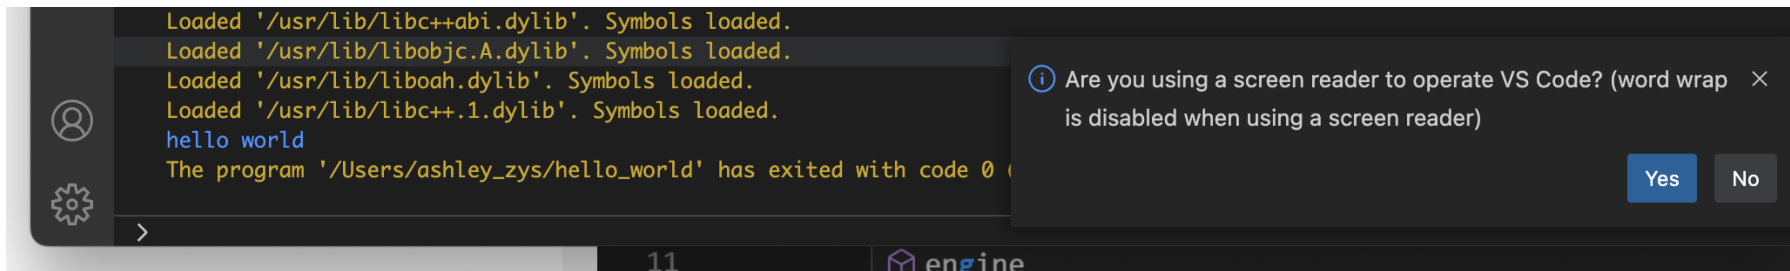 Loaded '/usr/lib/libc++abi.dylib'. Symbols loaded.
Loaded '/usr/lib/libobjc.A.dylib'. Symbols loaded.
Loaded '/usr/lib/liboah.dylib'. Symbols loaded.
Loaded '/usr/lib/libc++.1.dylib'. Symbols loaded.
hello world
The program '/Users/ashley_zys/hello_world' has exited with code 0 (
>
Are you using a screen reader to operate VS Code? (word wrap
is disabled when using a screen reader)
Yes No
11 engine